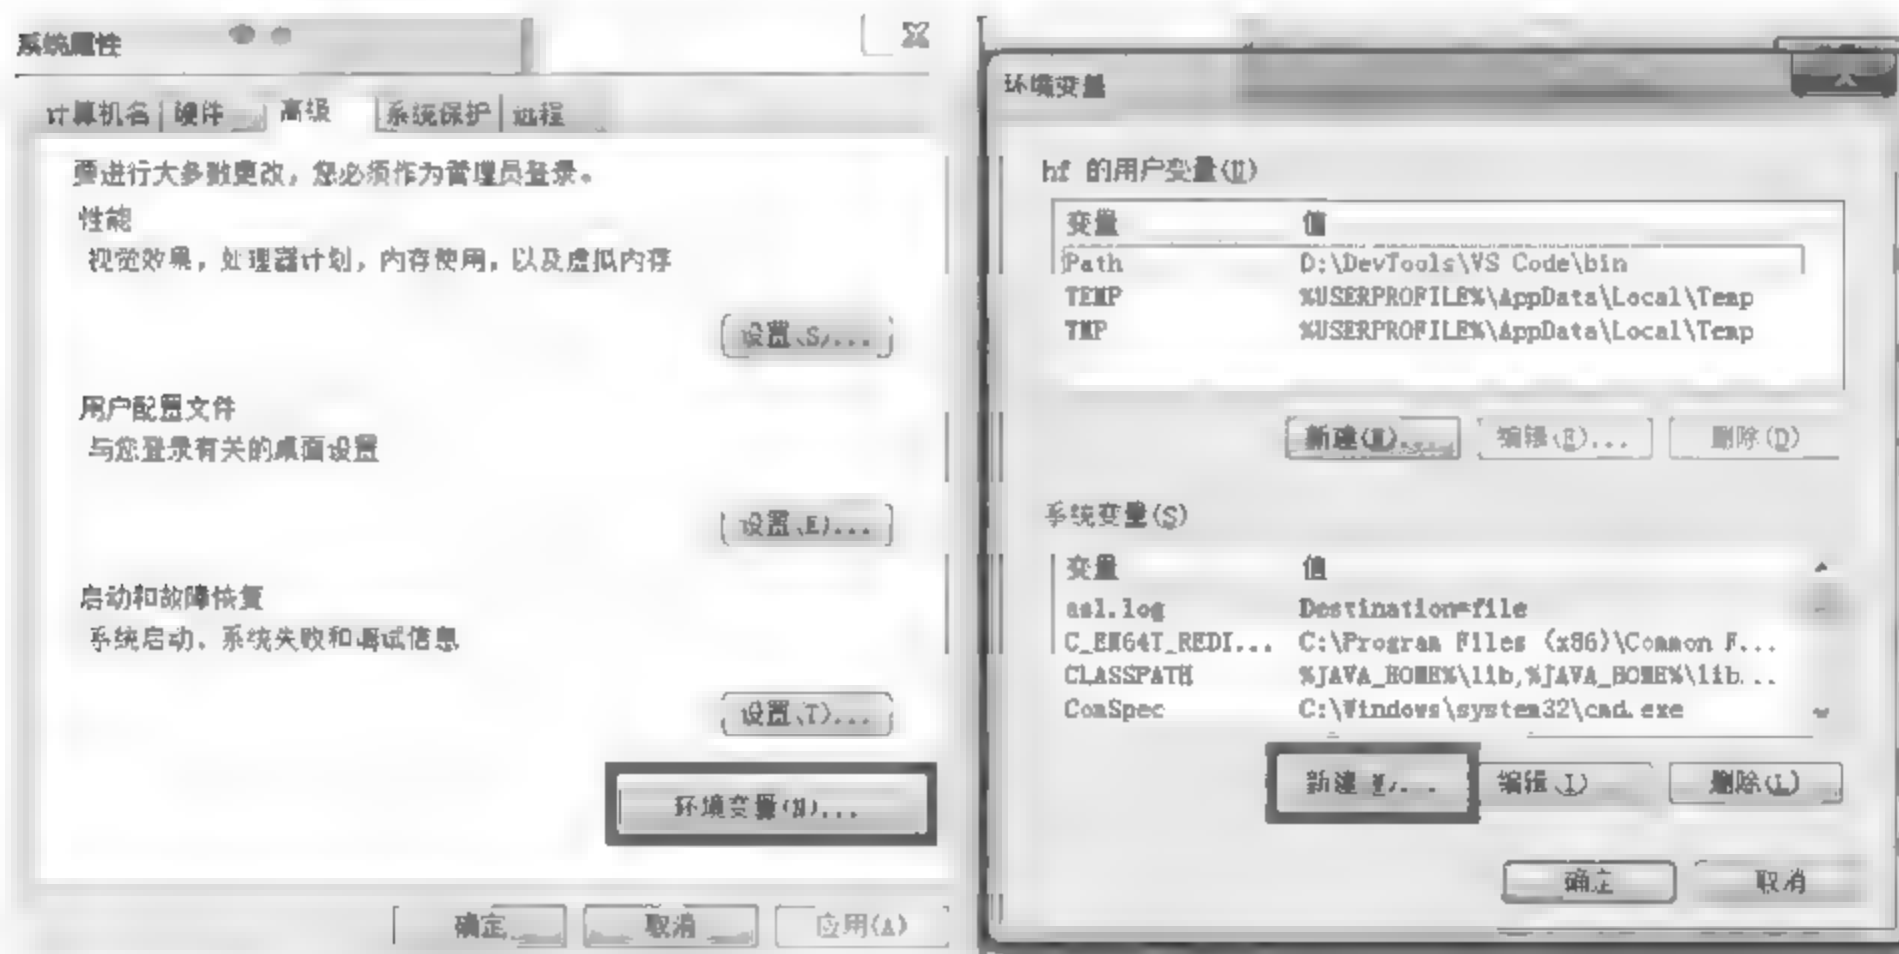 系统属性
计算机名 硬件 高级 系统保护 远程
要进行大多数更改，您必须作为管理员登录。
性能
视觉效果，处理器计划，内存使用，以及虚拟内存
设置(S)...
用户配置文件
与您登录有关的桌面设置
设置(E)...
启动和故障恢复
系统启动、系统失败和调试信息
设置(T)...
环境变量(N)...
确定 取消 应用(A)
环境变量
hf 的用户变量(U)
变量 值
Path D:\DevTools\VS Code\bin
TEMP %USERPROFILE%\AppData\Local\Temp
TMP %USERPROFILE%\AppData\Local\Temp
新建(N)... 编辑(E)... 删除(D)
系统变量(S)
变量 值
asl.log Destination=file
C_EM64T_REDI... C:\Program Files (x86)\Common F...
CLASSPATH %JAVA_HOME%\lib,%JAVA_HOME%\lib...
ComSpec C:\Windows\system32\cmd.exe
新建(W)... 编辑(I) 删除(L)
确定 取消